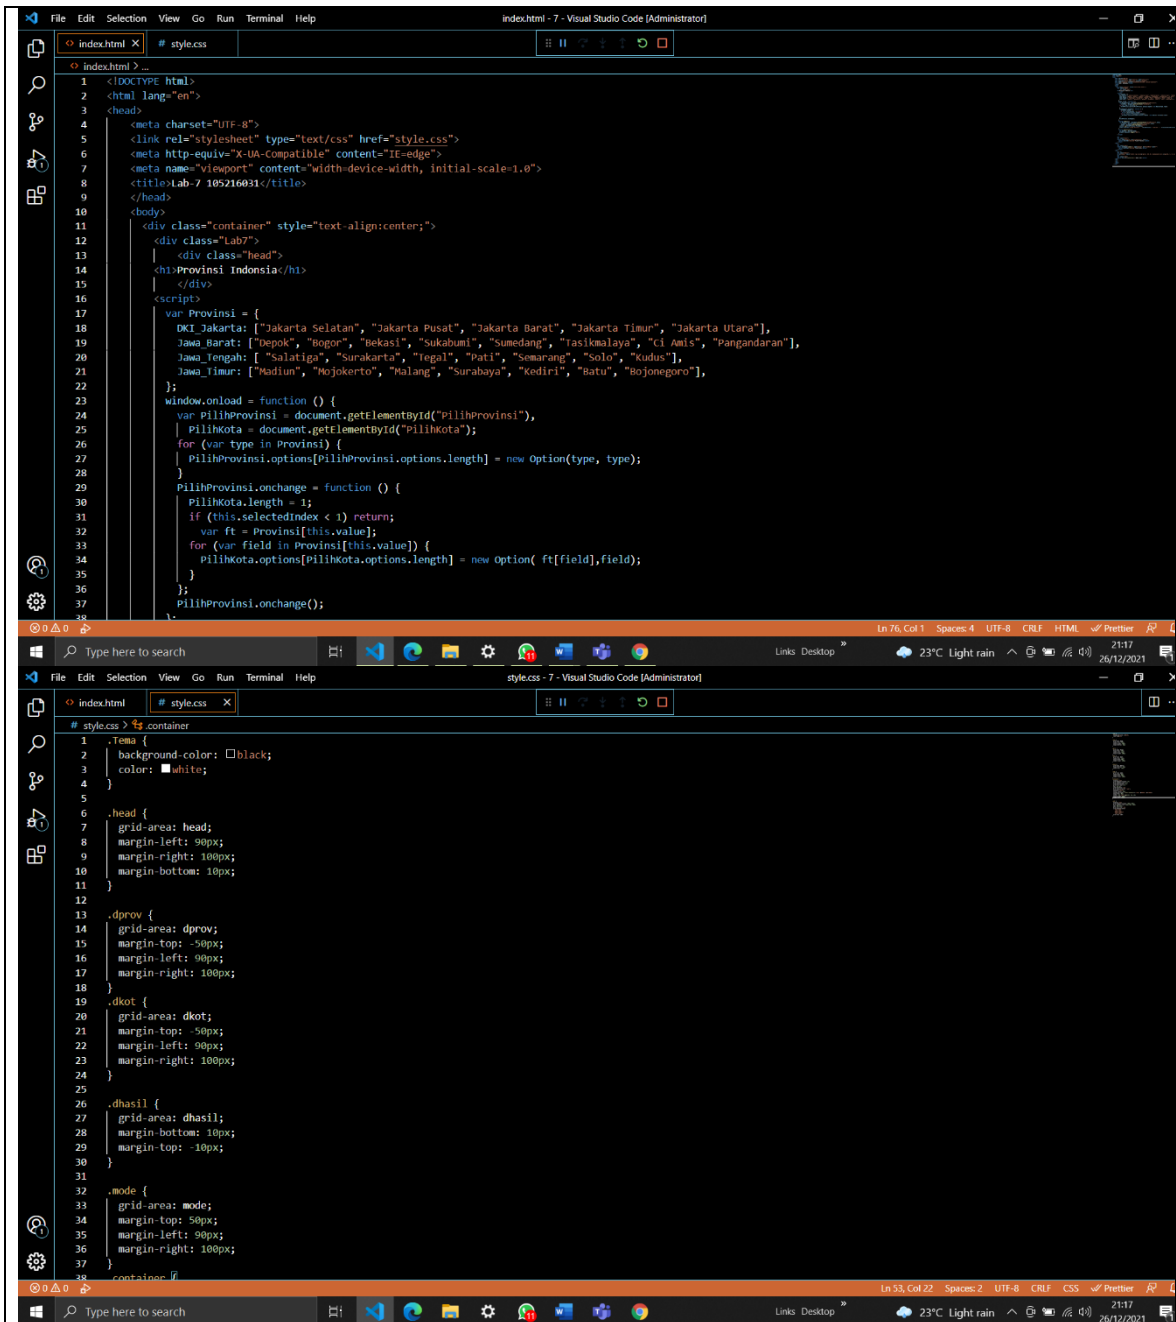 File Edit Selection View Go Run Terminal Help index.html - 7 - Visual Studio Code [Administrator]
index.html # style.css
index.html > ...
1 <!DOCTYPE html>
2 <html lang="en">
3 <head>
4 <meta charset="UTF-8">
5 <link rel="stylesheet" type="text/css" href="style.css">
6 <meta http-equiv="X-UA-Compatible" content="IE=edge">
7 <meta name="viewport" content="width=device-width, initial-scale=1.0">
8 <title>Lab-7 105216031</title>
9 </head>
10 <body>
11 <div class="container" style="text-align:center;">
12 <div class="Lab7">
13 <div class="head">
14 <h1>Provinsi Indonsia</h1>
15 </div>
16 <script>
17 var Provinsi = {
18 DKI_Jakarta: ["Jakarta Selatan", "Jakarta Pusat", "Jakarta Barat", "Jakarta Timur", "Jakarta Utara"],
19 Jawa_Barat: ["Depok", "Bogor", "Bekasi", "Sukabumi", "Sumedang", "Tasikmalaya", "Ci Amis", "Pangandaran"],
20 Jawa_Tengah: [ "Salatiga", "Surakarta", "Tegal", "Pati", "Semarang", "Solo", "Kudus"],
21 Jawa_Timur: ["Madiun", "Mojokerto", "Malang", "Surabaya", "Kediri", "Batu", "Bojonegoro"],
22 };
23 window.onload = function () {
24 var PilihProvinsi = document.getElementById("PilihProvinsi"),
25 PilihKota = document.getElementById("PilihKota");
26 for (var type in Provinsi) {
27 PilihProvinsi.options[PilihProvinsi.options.length] = new Option(type, type);
28 }
29 PilihProvinsi.onchange = function () {
30 PilihKota.length = 1;
31 if (this.selectedIndex < 1) return;
32 var ft = Provinsi[this.value];
33 for (var field in Provinsi[this.value]) {
34 PilihKota.options[PilihKota.options.length] = new Option( ft[field],field);
35 }
36 };
37 PilihProvinsi.onchange();
38 };
0 0 Ln 76, Col 1 Spaces: 4 UTF-8 CRLF HTML Prettier
Type here to search 11 Links Desktop 23°C Light rain 21:17
26/12/2021
File Edit Selection View Go Run Terminal Help style.css - 7 - Visual Studio Code [Administrator]
index.html # style.css
# style.css > .container
1 .Tema {
2 background-color: black;
3 color: white;
4 }
5
6 .head {
7 grid-area: head;
8 margin-left: 90px;
9 margin-right: 100px;
10 margin-bottom: 10px;
11 }
12
13 .dprov {
14 grid-area: dprov;
15 margin-top: -50px;
16 margin-left: 90px;
17 margin-right: 100px;
18 }
19 .dkot {
20 grid-area: dkot;
21 margin-top: -50px;
22 margin-left: 90px;
23 margin-right: 100px;
24 }
25
26 .dhasil {
27 grid-area: dhasil;
28 margin-bottom: 10px;
29 margin-top: -10px;
30 }
31
32 .mode {
33 grid-area: mode;
34 margin-top: 50px;
35 margin-left: 90px;
36 margin-right: 100px;
37 }
38 .container {
0 0 Ln 53, Col 22 Spaces: 2 UTF-8 CRLF CSS Prettier
Type here to search 11 Links Desktop 23°C Light rain 21:17
26/12/2021